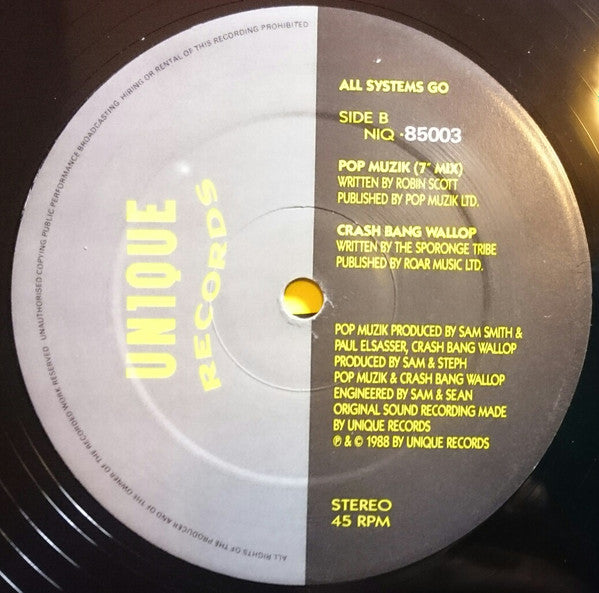 ALL RIGHTS OF THE PRODUCER AND OF THE OWNER OF THE RECORDED WORK RESERVED · UNAUTHORISED COPYING PUBLIC PERFORMANCE BROADCASTING HIRING OR RENTAL OF THIS RECORDING PROHIBITED
UN1QUE
RECORDS
ALL SYSTEMS GO
SIDE B
NIQ ·85003
POP MUZIK (7" MIX)
WRITTEN BY ROBIN SCOTT
PUBLISHED BY POP MUZIK LTD.
CRASH BANG WALLOP
WRITTEN BY THE SPORONGE TRIBE
PUBLISHED BY ROAR MUSIC LTD.
POP MUZIK PRODUCED BY SAM SMITH &
PAUL ELSASSER, CRASH BANG WALLOP
PRODUCED BY SAM & STEPH
POP MUZIK & CRASH BANG WALLOP
ENGINEERED BY SAM & SEAN
ORIGINAL SOUND RECORDING MADE
BY UNIQUE RECORDS
℗ & © 1988 BY UNIQUE RECORDS
STEREO
45 RPM